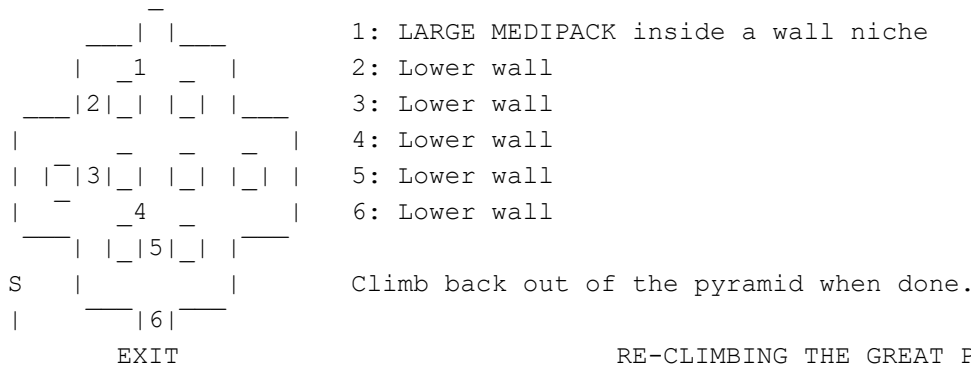 1: LARGE MEDIPACK inside a wall niche
1
2: Lower wall
2
3: Lower wall
4: Lower wall
3
5: Lower wall
4
6: Lower wall
5
S
Climb back out of the pyramid when done.
6
EXIT
RE-CLIMBING THE GREAT